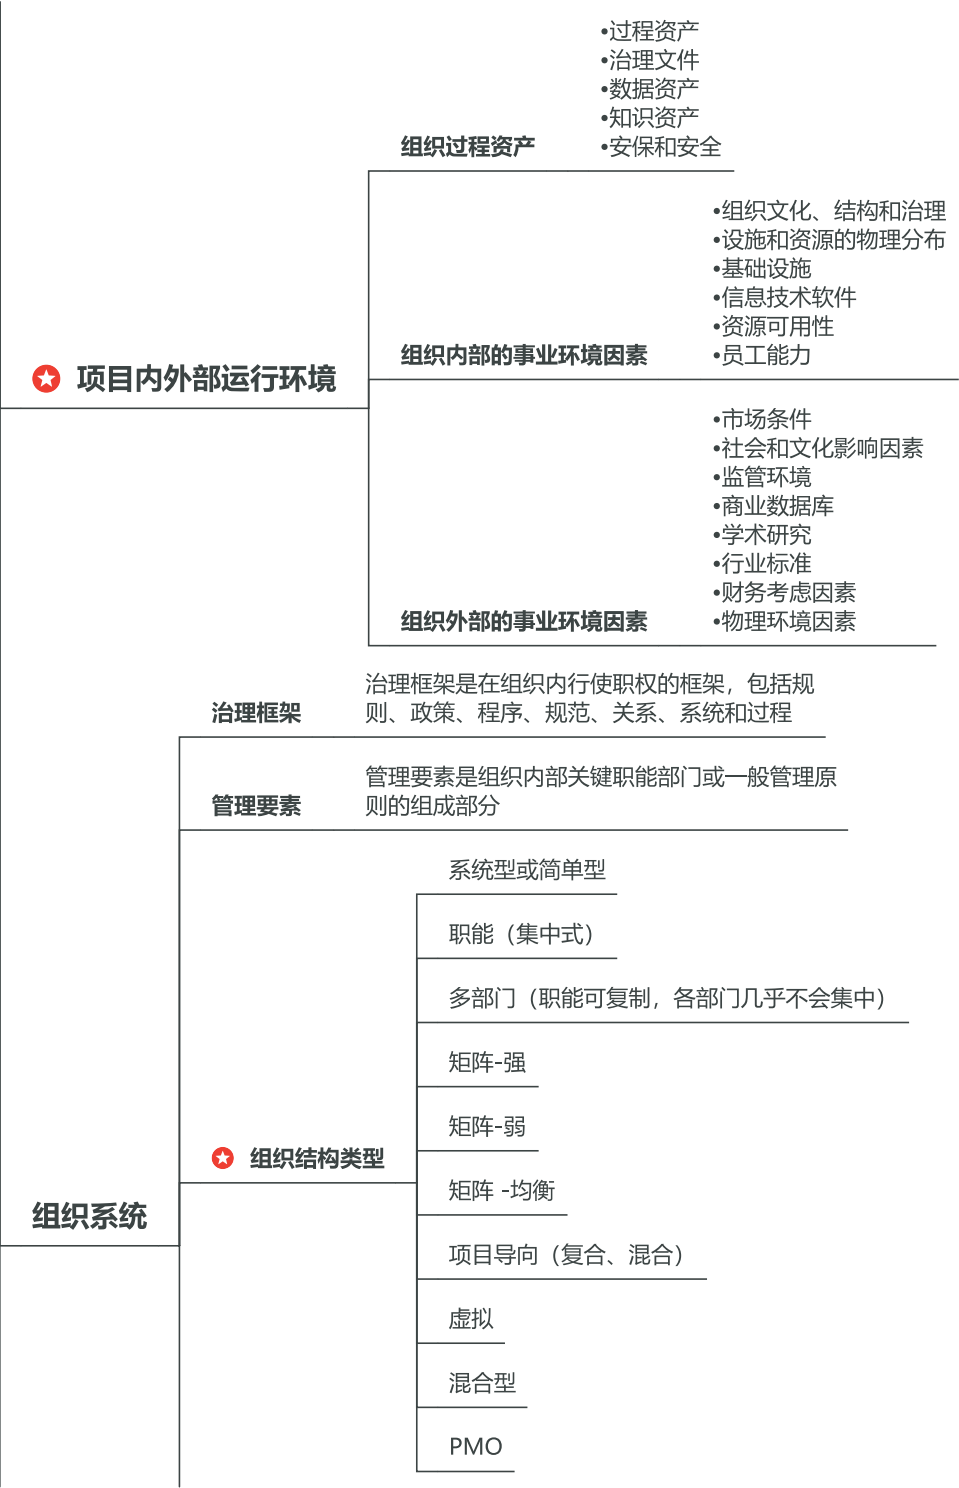 项目内外部运行环境
组织过程资产
•过程资产
•治理文件
•数据资产
•知识资产
•安保和安全
组织内部的事业环境因素
•组织文化、结构和治理
•设施和资源的物理分布
•基础设施
•信息技术软件
•资源可用性
•员工能力
组织外部的事业环境因素
•市场条件
•社会和文化影响因素
•监管环境
•商业数据库
•学术研究
•行业标准
•财务考虑因素
•物理环境因素
组织系统
治理框架
治理框架是在组织内行使职权的框架，包括规
则、政策、程序、规范、关系、系统和过程
管理要素
管理要素是组织内部关键职能部门或一般管理原
则的组成部分
组织结构类型
系统型或简单型
职能（集中式）
多部门（职能可复制，各部门几乎不会集中）
矩阵-强
矩阵-弱
矩阵 -均衡
项目导向（复合、混合）
虚拟
混合型
PMO